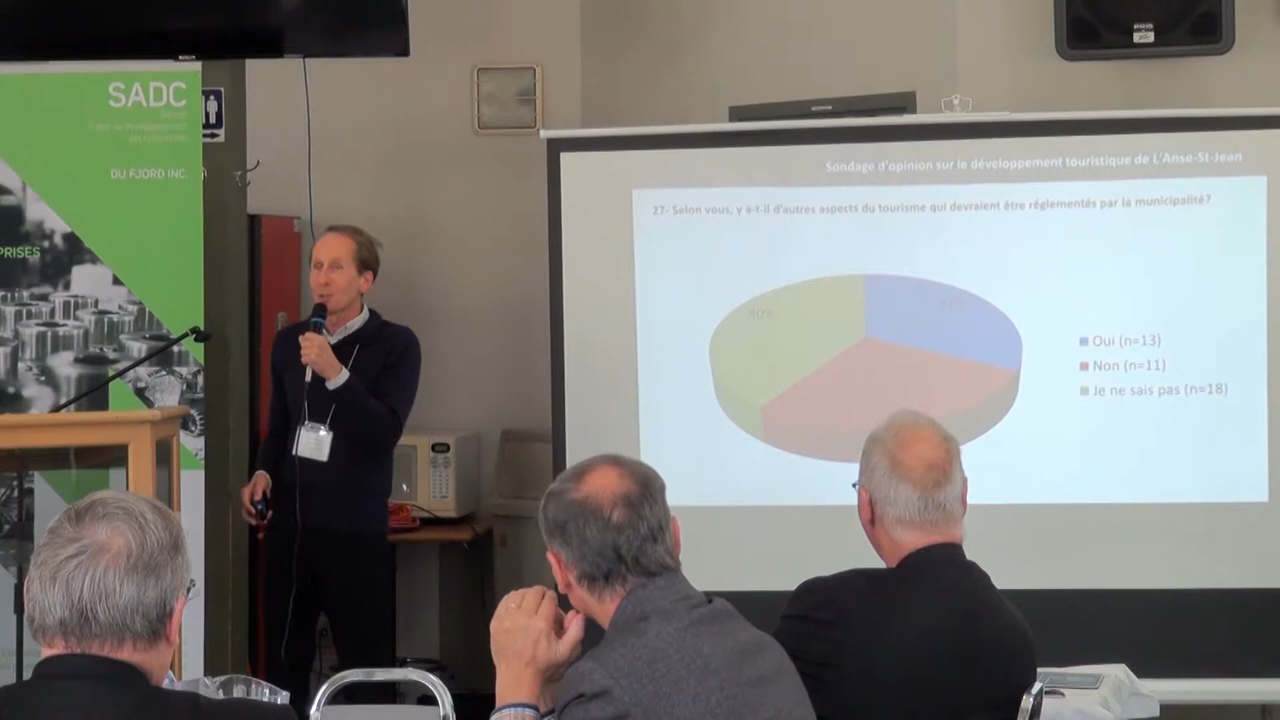 SADC
DU FJORD INC.
PRISES
Sondage d'opinion sur le développement touristique de L'Anse-St-Jean
27- Selon vous, y a-t-il d'autres aspects du tourisme qui devraient être réglementés par la municipalité?
40%
Oui (n=13)
Non (n=11)
Je ne sais pas (n=18)